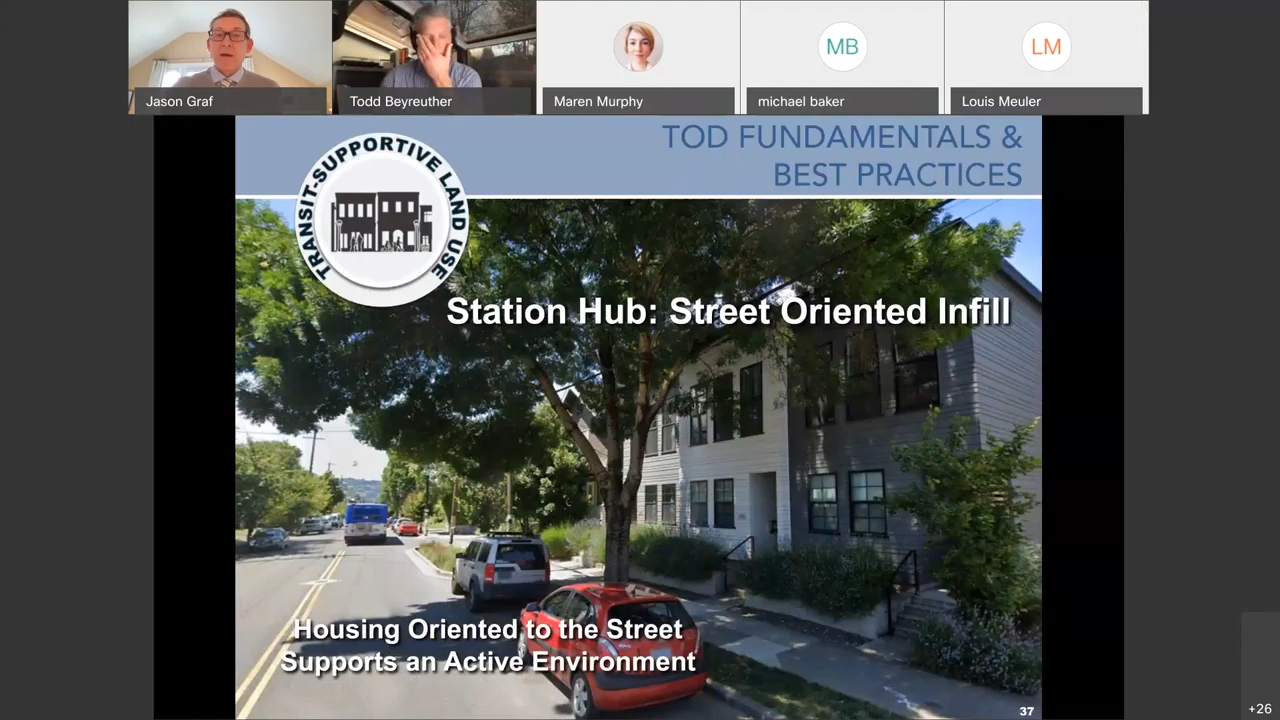 Jason Graf
Todd Beyreuther
Maren Murphy
MB
michael baker
LM
Louis Meuler
TOD FUNDAMENTALS &
BEST PRACTICES
TRANSIT-SUPPORTIVE LAND USE
Station Hub: Street Oriented Infill
Housing Oriented to the Street
Supports an Active Environment
37
+26